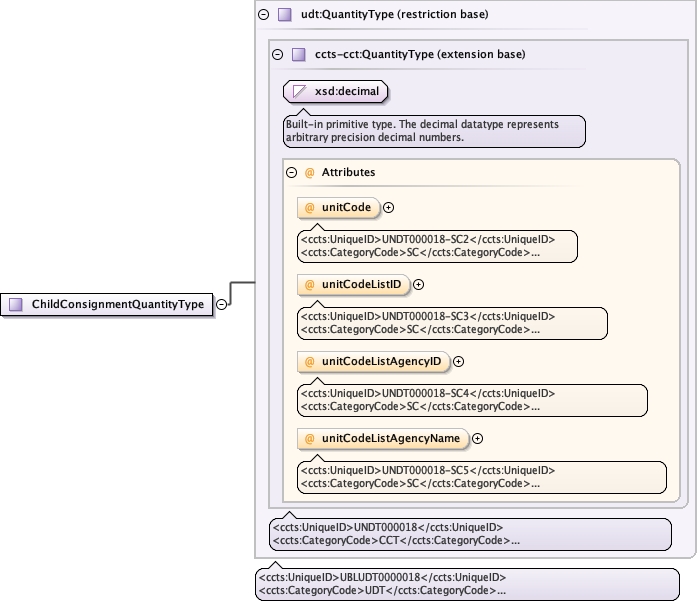 udt:QuantityType (restriction base)
ccts-cct:QuantityType (extension base)
xsd:decimal
Built-in primitive type. The decimal datatype represents
arbitrary precision decimal numbers.
@ Attributes
@ unitCode
<ccts:UniqueID>UNDT000018-SC2</ccts:UniqueID>
<ccts:CategoryCode>SC</ccts:CategoryCode>...
@ unitCodeListID
<ccts:UniqueID>UNDT000018-SC3</ccts:UniqueID>
<ccts:CategoryCode>SC</ccts:CategoryCode>...
ChildConsignmentQuantityType
@ unitCodeListAgencyID
<ccts:UniqueID>UNDT000018-SC4</ccts:UniqueID>
<ccts:CategoryCode>SC</ccts:CategoryCode>...
@ unitCodeListAgencyName
<ccts:UniqueID>UNDT000018-SC5</ccts:UniqueID>
<ccts:CategoryCode>SC</ccts:CategoryCode>...
<ccts:UniqueID>UNDT000018</ccts:UniqueID>
<ccts:CategoryCode>CCT</ccts:CategoryCode>...
<ccts:UniqueID>UBLUDT0000018</ccts:UniqueID>
<ccts:CategoryCode>UDT</ccts:CategoryCode>...